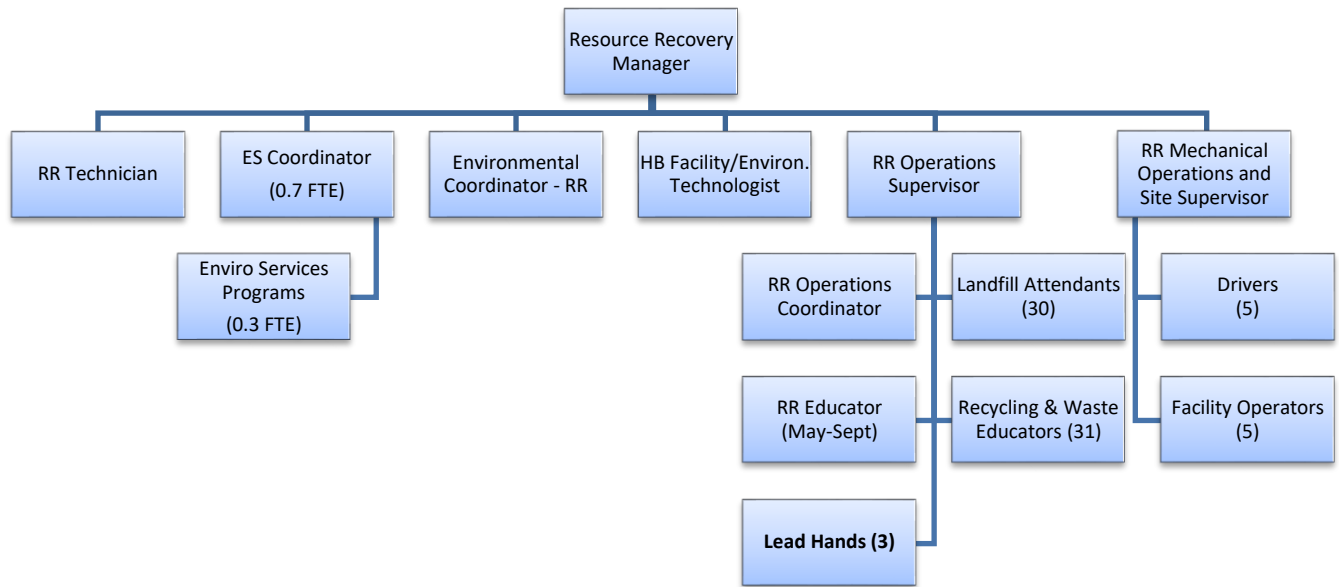 Resource Recovery
Manager
RR Technician
ES Coordinator
(0.7 FTE)
Environmental
Coordinator - RR
HB Facility/Environ.
Technologist
RR Operations
Supervisor
RR Mechanical
Operations and
Site Supervisor
Enviro Services
Programs
(0.3 FTE)
RR Operations
Coordinator
Landfill Attendants
(30)
Drivers
(5)
RR Educator
(May-Sept)
Recycling & Waste
Educators (31)
Facility Operators
(5)
Lead Hands (3)